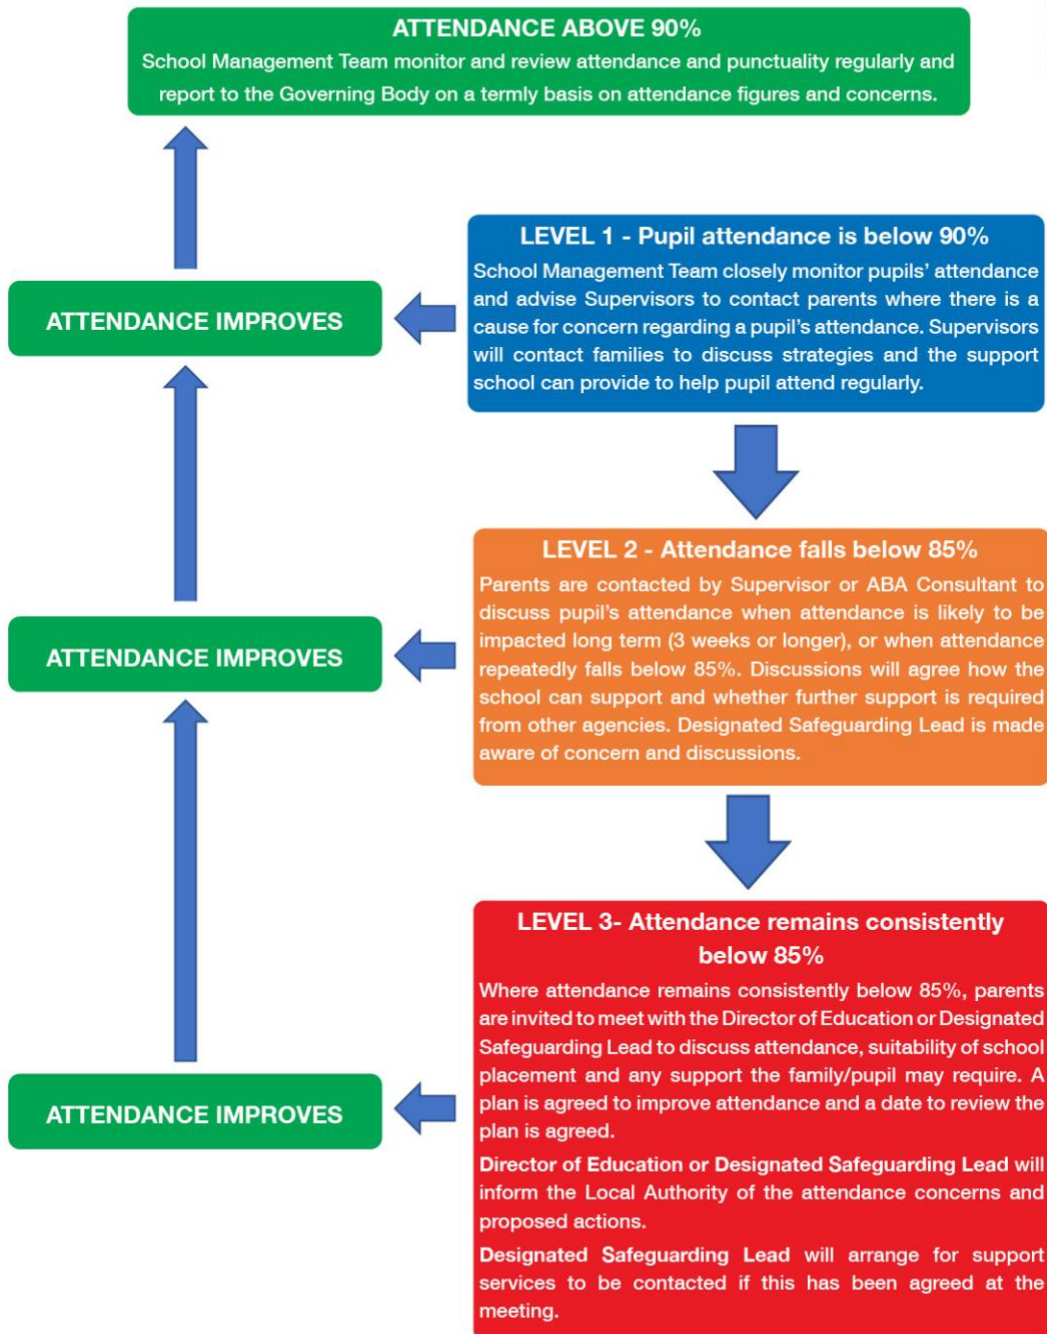 ATTENDANCE ABOVE 90%
School Management Team monitor and review attendance and punctuality regularly and
report to the Governing Body on a termly basis on attendance figures and concerns.
LEVEL 1 - Pupil attendance is below 90%
School Management Team closely monitor pupils’ attendance
and advise Supervisors to contact parents where there is a
cause for concern regarding a pupil’s attendance. Supervisors
will contact families to discuss strategies and the support
school can provide to help pupil attend regularly.
ATTENDANCE IMPROVES
LEVEL 2 - Attendance falls below 85%
Parents are contacted by Supervisor or ABA Consultant to
discuss pupil’s attendance when attendance is likely to be
impacted long term (3 weeks or longer), or when attendance
repeatedly falls below 85%. Discussions will agree how the
school can support and whether further support is required
from other agencies. Designated Safeguarding Lead is made
aware of concern and discussions.
ATTENDANCE IMPROVES
LEVEL 3- Attendance remains consistently
below 85%
Where attendance remains consistently below 85%, parents
are invited to meet with the Director of Education or Designated
Safeguarding Lead to discuss attendance, suitability of school
placement and any support the family/pupil may require. A
plan is agreed to improve attendance and a date to review the
plan is agreed.
Director of Education or Designated Safeguarding Lead will
inform the Local Authority of the attendance concerns and
proposed actions.
Designated Safeguarding Lead will arrange for support
services to be contacted if this has been agreed at the
meeting.
ATTENDANCE IMPROVES